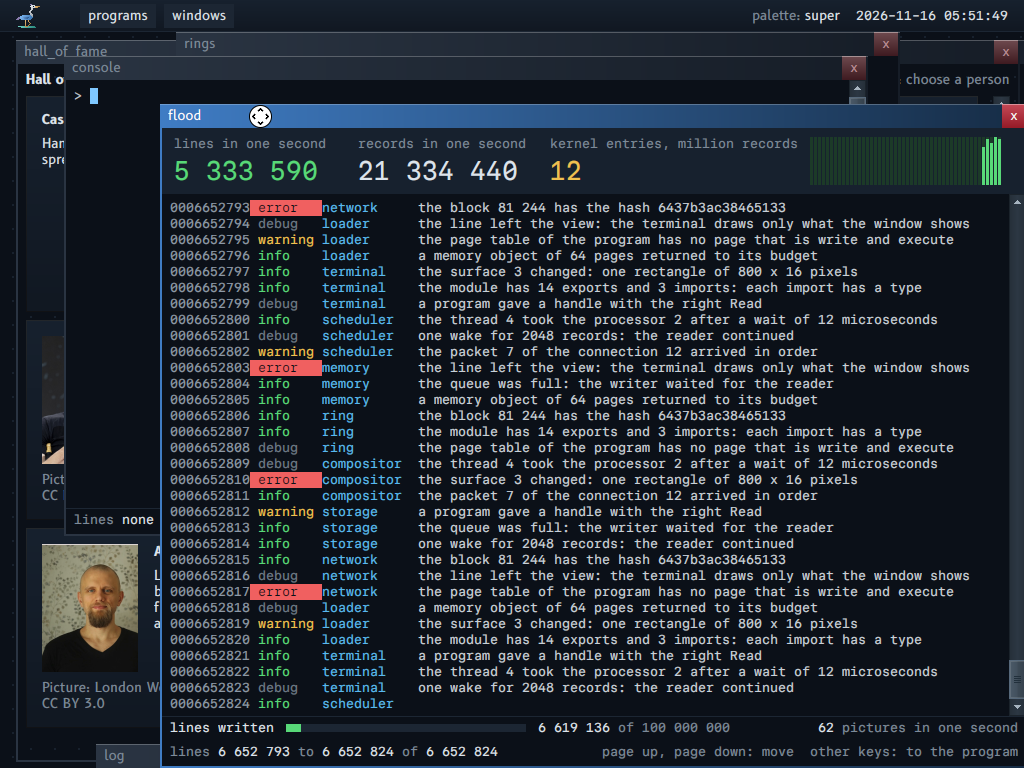 programs windows palette: super 2026-11-16 05:51:49
rings x
hall_of_fame x
console x
Hall o choose a person
>
Cas
Han
spre
flood x
lines in one second records in one second kernel entries, million records
5 333 590 21 334 440 12
0006652793 error network the block 81 244 has the hash 6437b3ac38465133
0006652794 debug loader the line left the view: the terminal draws only what the window shows
0006652795 warning loader the page table of the program has no page that is write and execute
0006652796 info loader a memory object of 64 pages returned to its budget
0006652797 info terminal the surface 3 changed: one rectangle of 800 x 16 pixels
0006652798 info terminal the module has 14 exports and 3 imports: each import has a type
0006652799 debug terminal a program gave a handle with the right Read
0006652800 info scheduler the thread 4 took the processor 2 after a wait of 12 microseconds
0006652801 debug scheduler one wake for 2048 records: the reader continued
0006652802 warning scheduler the packet 7 of the connection 12 arrived in order
0006652803 error memory the line left the view: the terminal draws only what the window shows
0006652804 info memory the queue was full: the writer waited for the reader
0006652805 info memory a memory object of 64 pages returned to its budget
0006652806 info ring the block 81 244 has the hash 6437b3ac38465133
0006652807 info ring the module has 14 exports and 3 imports: each import has a type
0006652808 debug ring the page table of the program has no page that is write and execute
0006652809 debug compositor the thread 4 took the processor 2 after a wait of 12 microseconds
0006652810 error compositor the surface 3 changed: one rectangle of 800 x 16 pixels
0006652811 info compositor the packet 7 of the connection 12 arrived in order
0006652812 warning storage a program gave a handle with the right Read
0006652813 info storage the queue was full: the writer waited for the reader
0006652814 info storage one wake for 2048 records: the reader continued
0006652815 info network the block 81 244 has the hash 6437b3ac38465133
0006652816 debug network the line left the view: the terminal draws only what the window shows
0006652817 error network the page table of the program has no page that is write and execute
0006652818 debug loader a memory object of 64 pages returned to its budget
0006652819 warning loader the surface 3 changed: one rectangle of 800 x 16 pixels
0006652820 info loader the module has 14 exports and 3 imports: each import has a type
0006652821 info terminal a program gave a handle with the right Read
0006652822 info terminal the thread 4 took the processor 2 after a wait of 12 microseconds
0006652823 debug terminal one wake for 2048 records: the reader continued
0006652824 info scheduler
lines written 6 619 136 of 100 000 000 62 pictures in one second
lines 6 652 793 to 6 652 824 of 6 652 824 page up, page down: move other keys: to the program
Pict
CC
lines none
Picture: London W
CC BY 3.0
log